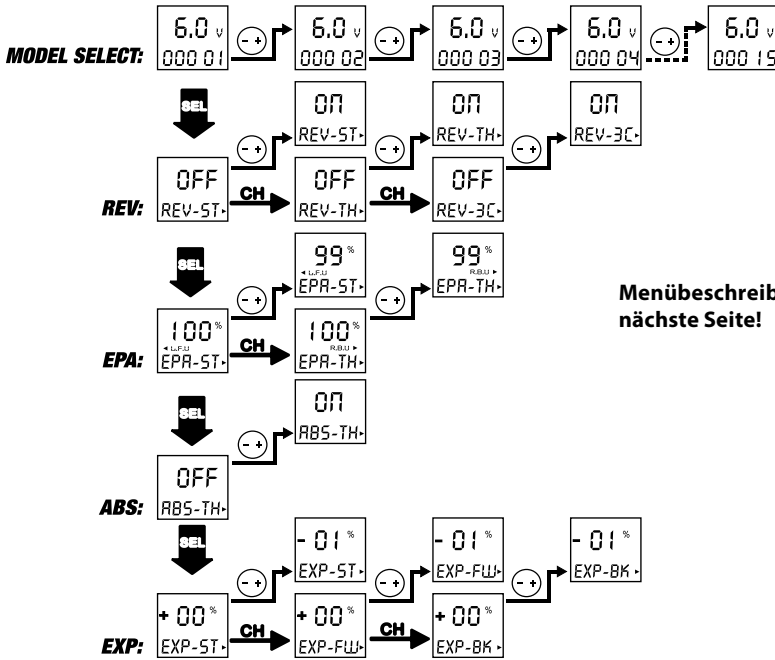 MODEL SELECT:
6.0 v
000 01
- +
6.0 v
000 02
- +
6.0 v
000 03
- +
6.0 v
000 04
- +
6.0 v
000 15
SEL
ON
REV-ST
ON
REV-TH
ON
REV-3C
- +
- +
- +
REV:
OFF
REV-ST
CH
OFF
REV-TH
CH
OFF
REV-3C
SEL
99 %
L.F.U
EPA-ST
99 %
R.B.U
EPA-TH
- +
- +
Menübeschreib
nächste Seite!
EPA:
100 %
L.F.U
EPA-ST
CH
100 %
R.B.U
EPA-TH
SEL
ON
ABS-TH
- +
ABS:
OFF
ABS-TH
SEL
- 01 %
EXP-ST
- 01 %
EXP-FW
- 01 %
EXP-BK
- +
- +
- +
EXP:
+ 00 %
EXP-ST
CH
+ 00 %
EXP-FW
CH
+ 00 %
EXP-BK